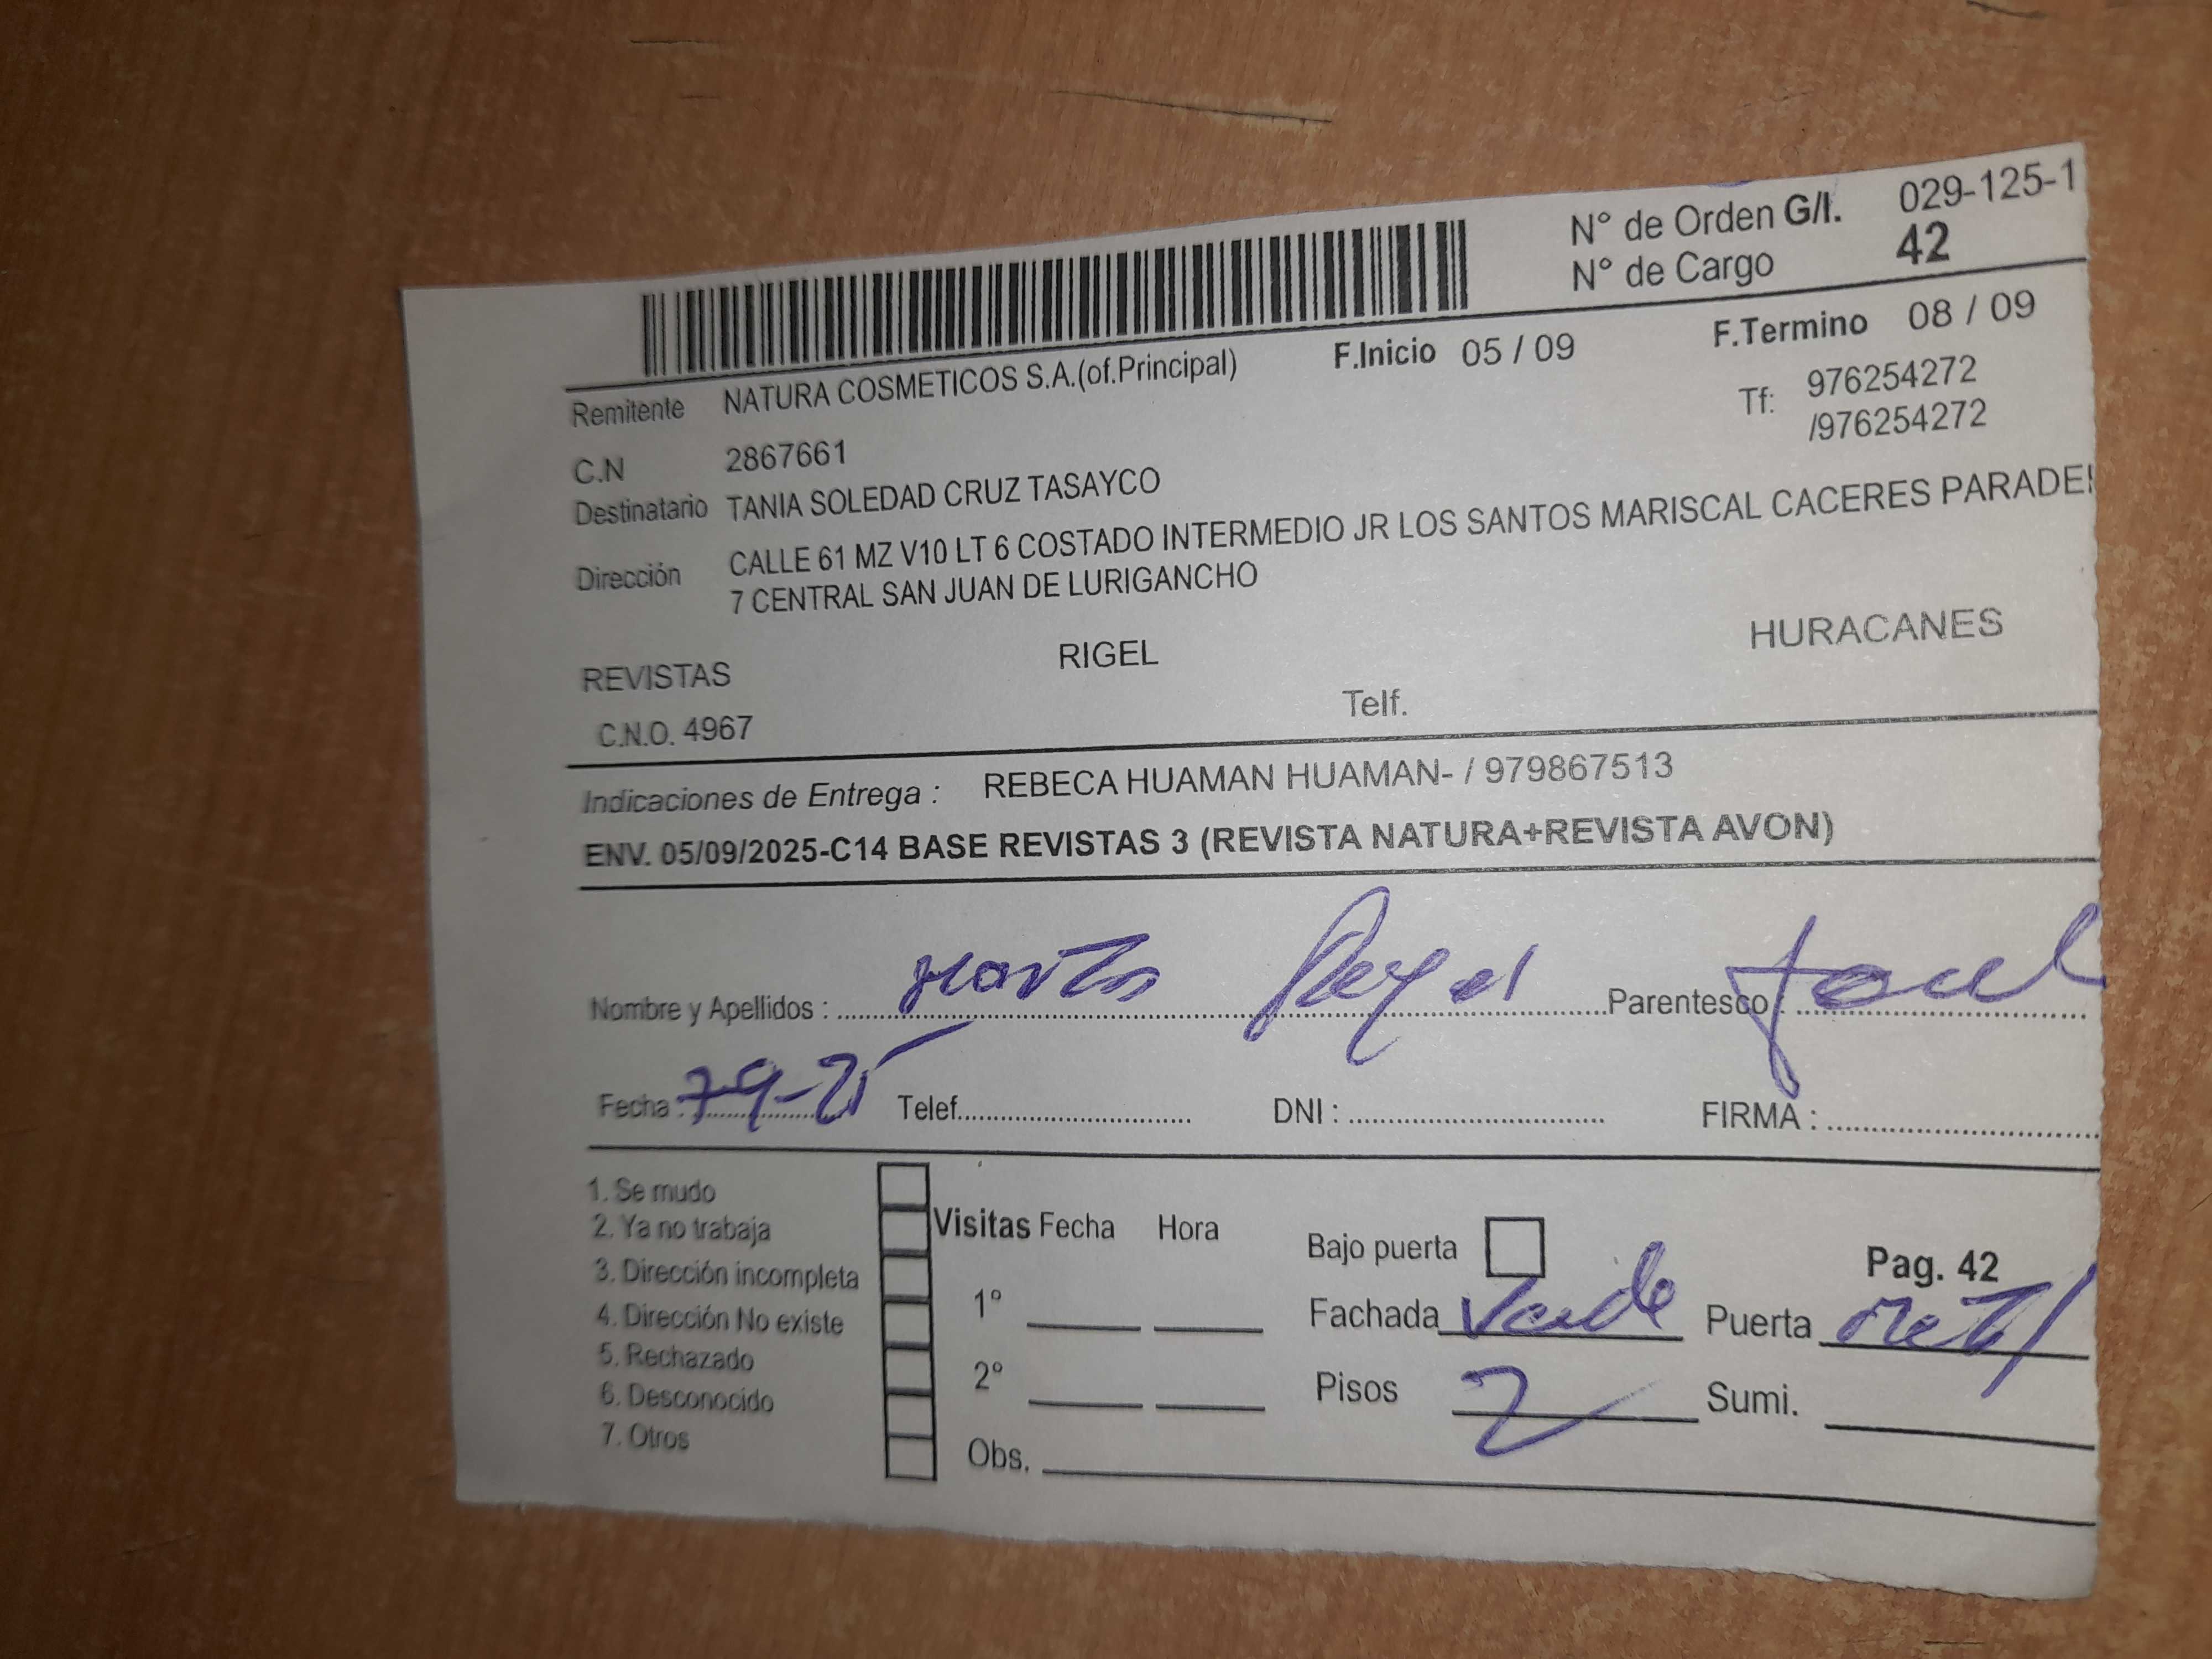 N° de Orden G/I. 029-125-1
N° de Cargo 42
Remitente NATURA COSMETICOS S.A.(of.Principal) F.Inicio 05 / 09 F.Termino 08 / 09
C.N 2867661 Tf: 976254272
/976254272
Destinatario TANIA SOLEDAD CRUZ TASAYCO
Dirección CALLE 61 MZ V10 LT 6 COSTADO INTERMEDIO JR LOS SANTOS MARISCAL CACERES PARADE
7 CENTRAL SAN JUAN DE LURIGANCHO
REVISTAS RIGEL HURACANES
C.N.O. 4967 Telf.
Indicaciones de Entrega : REBECA HUAMAN HUAMAN- / 979867513
ENV. 05/09/2025-C14 BASE REVISTAS 3 (REVISTA NATURA+REVISTA AVON)
Nombre y Apellidos : Parentesco :
Fecha : 7-9-25 Telef. DNI : FIRMA :
1. Se mudo
2. Ya no trabaja Visitas Fecha Hora Bajo puerta Pag. 42
3. Dirección incompleta
4. Dirección No existe 1° Fachada Verde Puerta Metal
5. Rechazado
6. Desconocido 2° Pisos 2 Sumi.
7. Otros Obs.